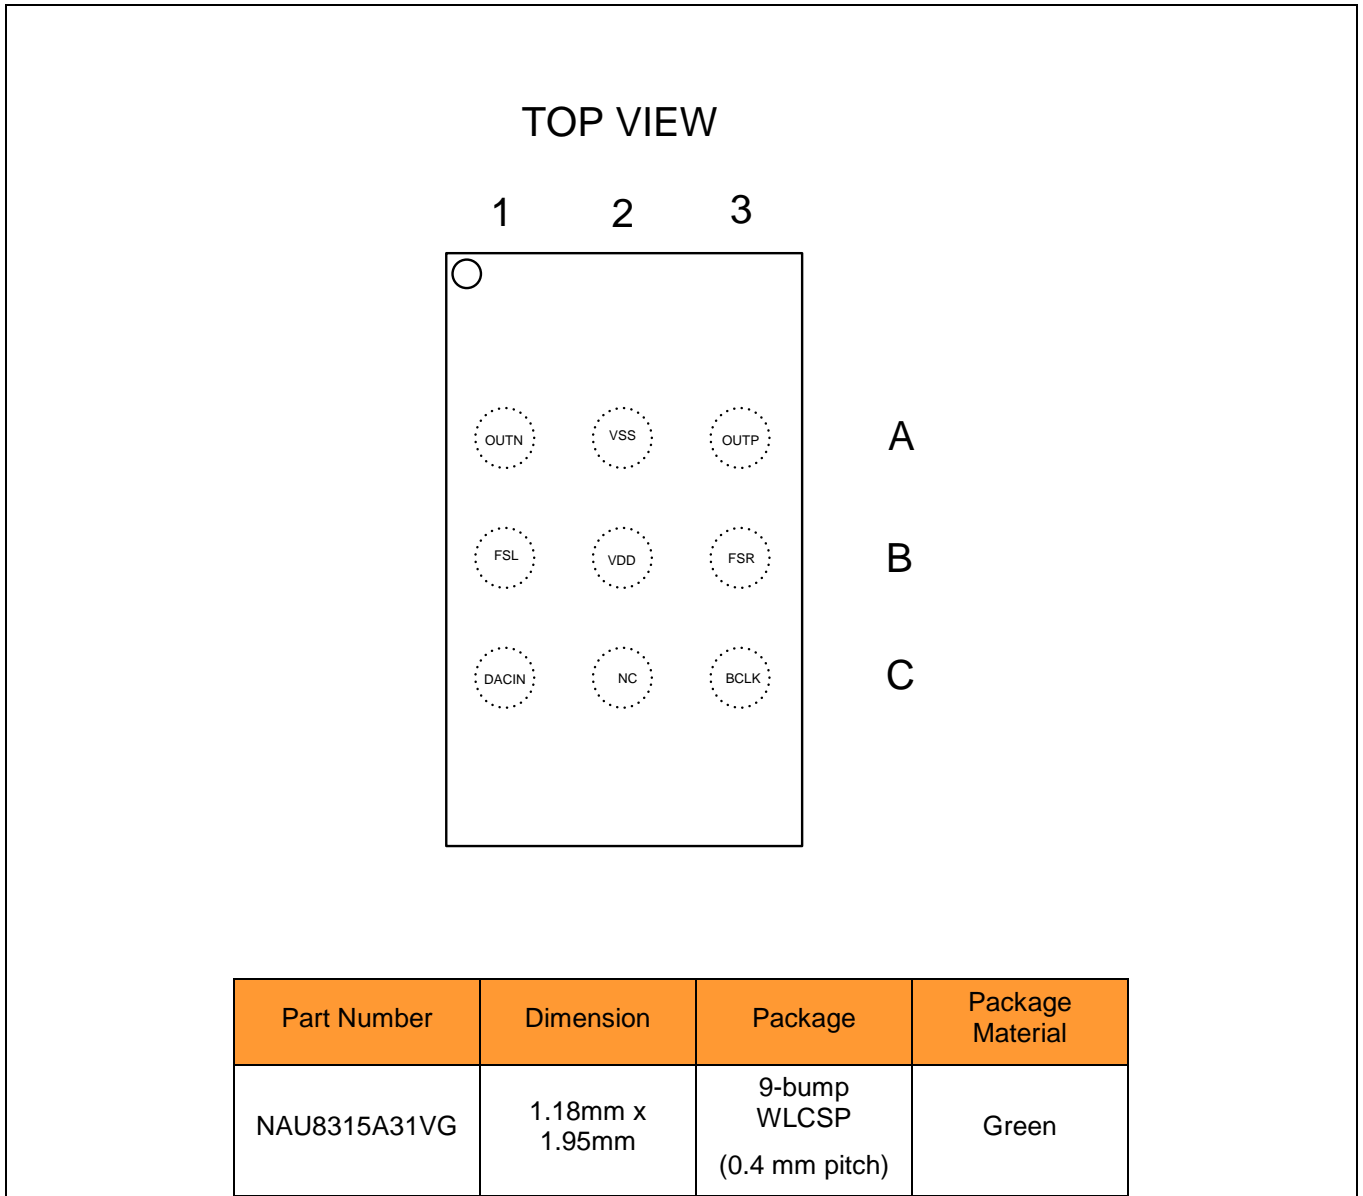 TOP VIEW
1 2 3
OUTN VSS OUTP A
FSL VDD FSR B
DACIN NC BCLK C
Part Number Dimension Package Package
Material
NAU8315A31VG 1.18mm x
1.95mm 9-bump
WLCSP
(0.4 mm pitch) Green